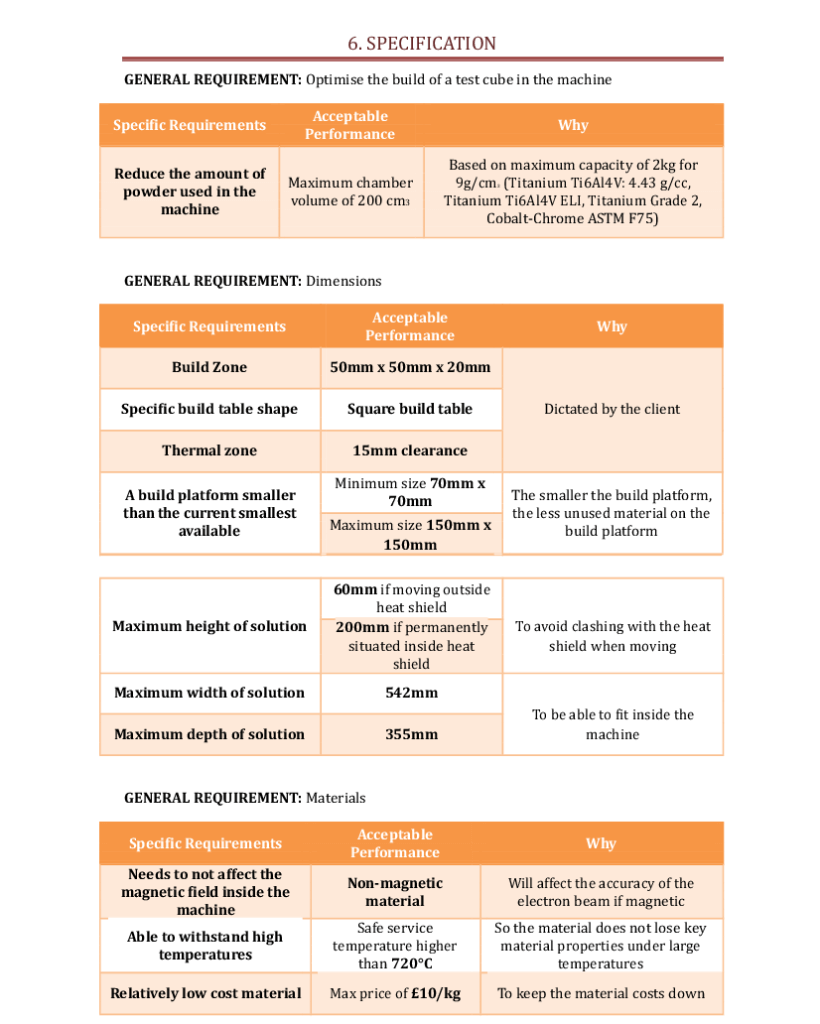 6. SPECIFICATION
GENERAL REQUIREMENT: Optimise the build of a test cube in the machine
Specific Requirements
Acceptable
Performance
Why
Reduce the amount of
powder used in the
machine
Maximum chamber
volume of 200 cm3
Based on maximum capacity of 2kg for
9g/cm3 (Titanium Ti6Al4V: 4.43 g/cc,
Titanium Ti6Al4V ELI, Titanium Grade 2,
Cobalt-Chrome ASTM F75)
GENERAL REQUIREMENT: Dimensions
Specific Requirements
Acceptable
Performance
Why
Build Zone
50mm x 50mm x 20mm
Specific build table shape
Square build table
Dictated by the client
Thermal zone
15mm clearance
A build platform smaller
than the current smallest
available
Minimum size 70mm x
70mm
Maximum size 150mm x
150mm
The smaller the build platform,
the less unused material on the
build platform
Maximum height of solution
60mm if moving outside
heat shield
200mm if permanently
situated inside heat
shield
To avoid clashing with the heat
shield when moving
Maximum width of solution
542mm
Maximum depth of solution
355mm
To be able to fit inside the
machine
GENERAL REQUIREMENT: Materials
Specific Requirements
Acceptable
Performance
Why
Needs to not affect the
magnetic field inside the
machine
Non-magnetic
material
Will affect the accuracy of the
electron beam if magnetic
Able to withstand high
temperatures
Safe service
temperature higher
than 720°C
So the material does not lose key
material properties under large
temperatures
Relatively low cost material
Max price of £10/kg
To keep the material costs down